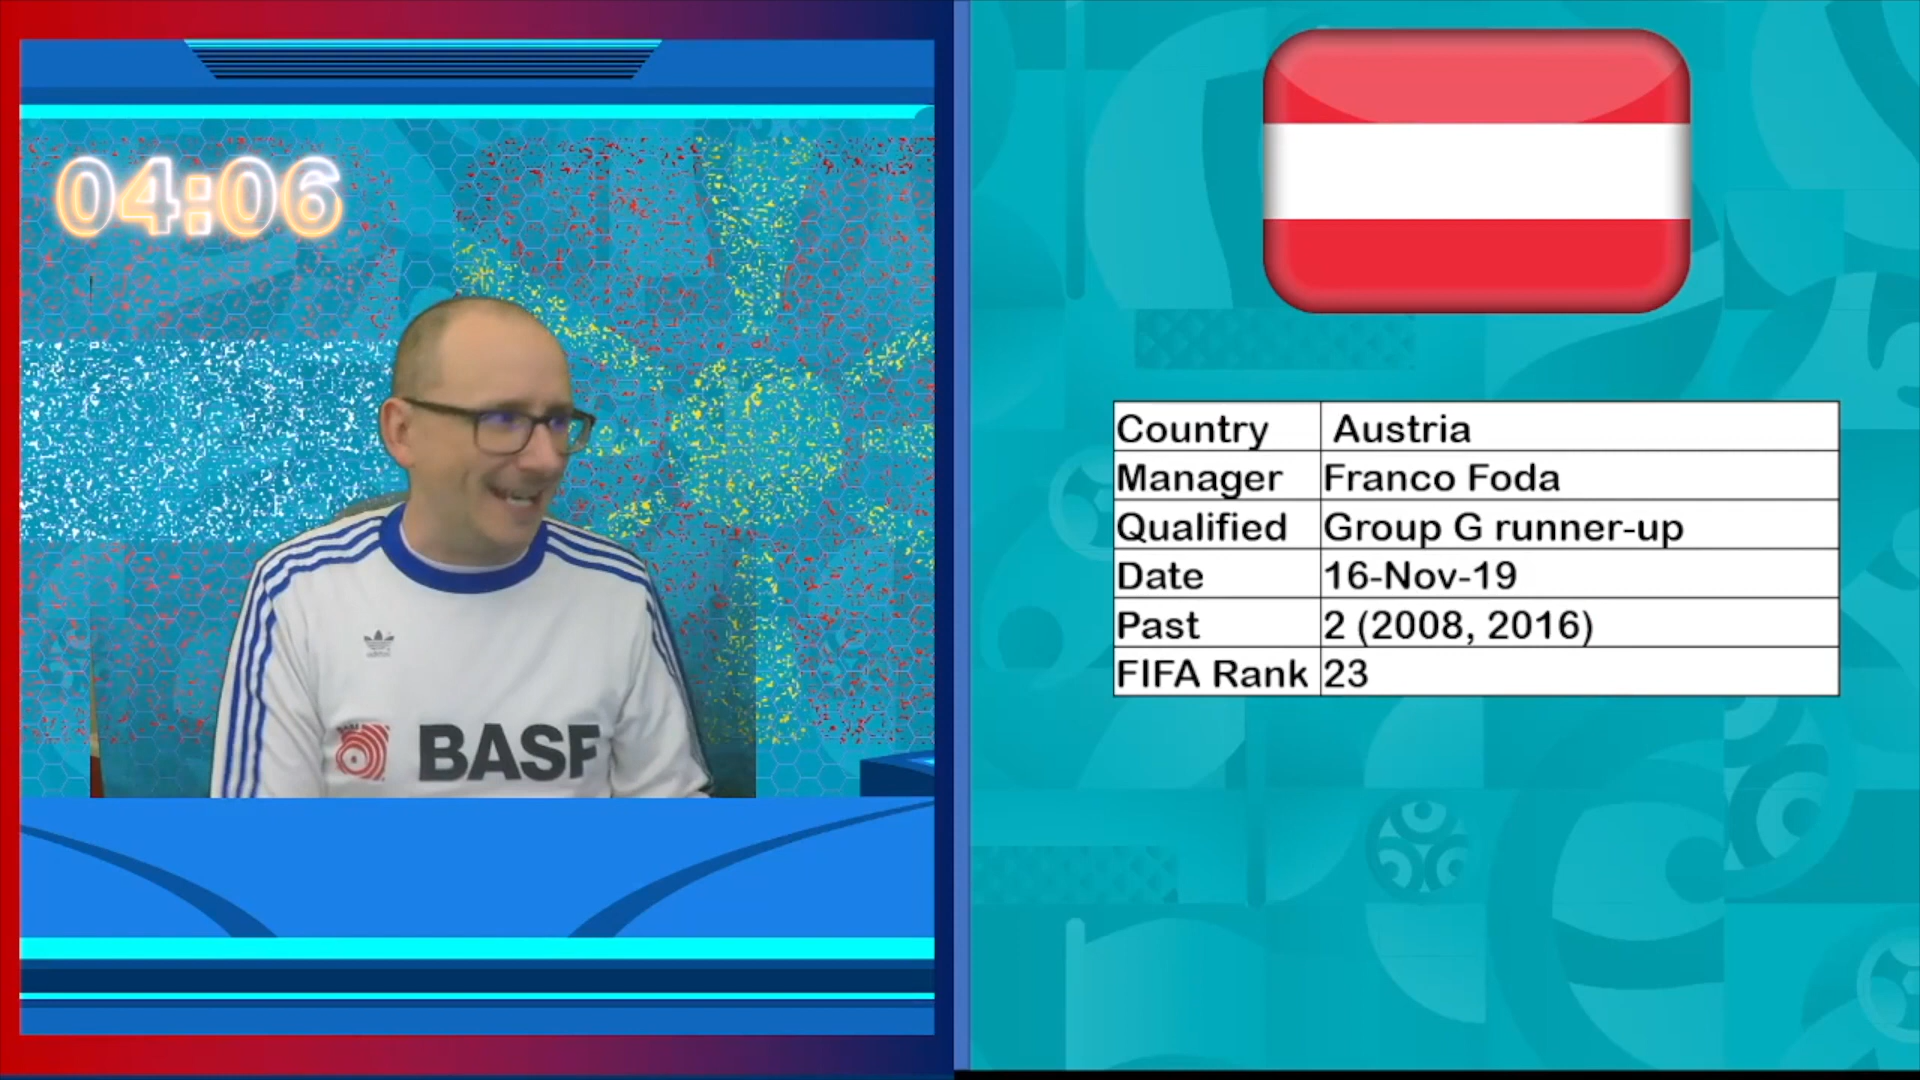 04:06
BASF
Country Austria
Manager Franco Foda
Qualified Group G runner-up
Date 16-Nov-19
Past 2 (2008, 2016)
FIFA Rank 23